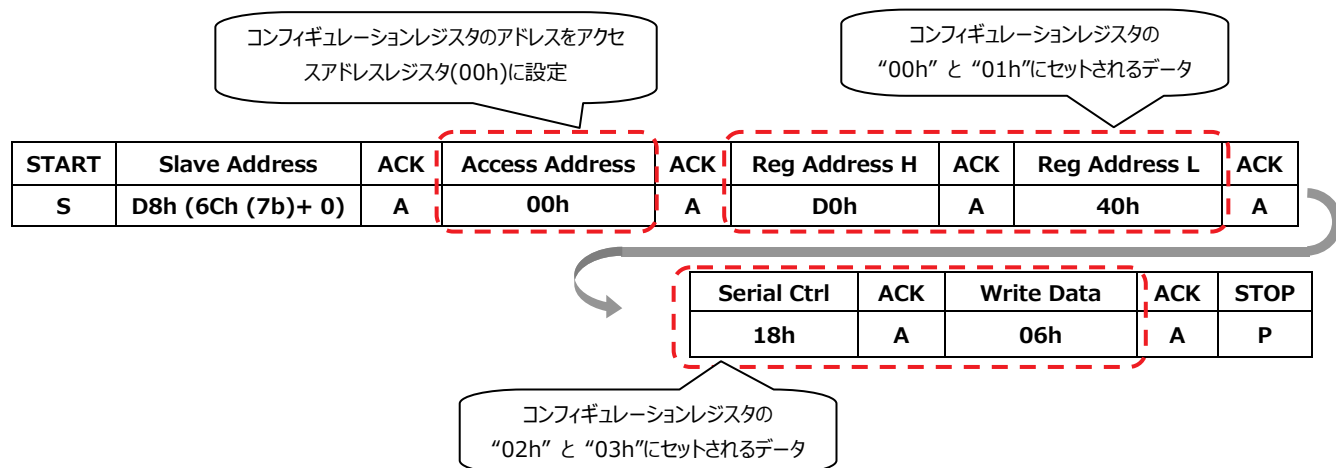 コンフィギュレーションレジスタのアドレスをアクセ
スアドレスレジスタ(00h)に設定
コンフィギュレーションレジスタの
“00h” と “01h”にセットされるデータ
START Slave Address ACK Access Address ACK Reg Address H ACK Reg Address L ACK
S D8h (6Ch (7b)+ 0) A 00h A D0h A 40h A
Serial Ctrl ACK Write Data ACK STOP
18h A 06h A P
コンフィギュレーションレジスタの
“02h” と “03h”にセットされるデータ